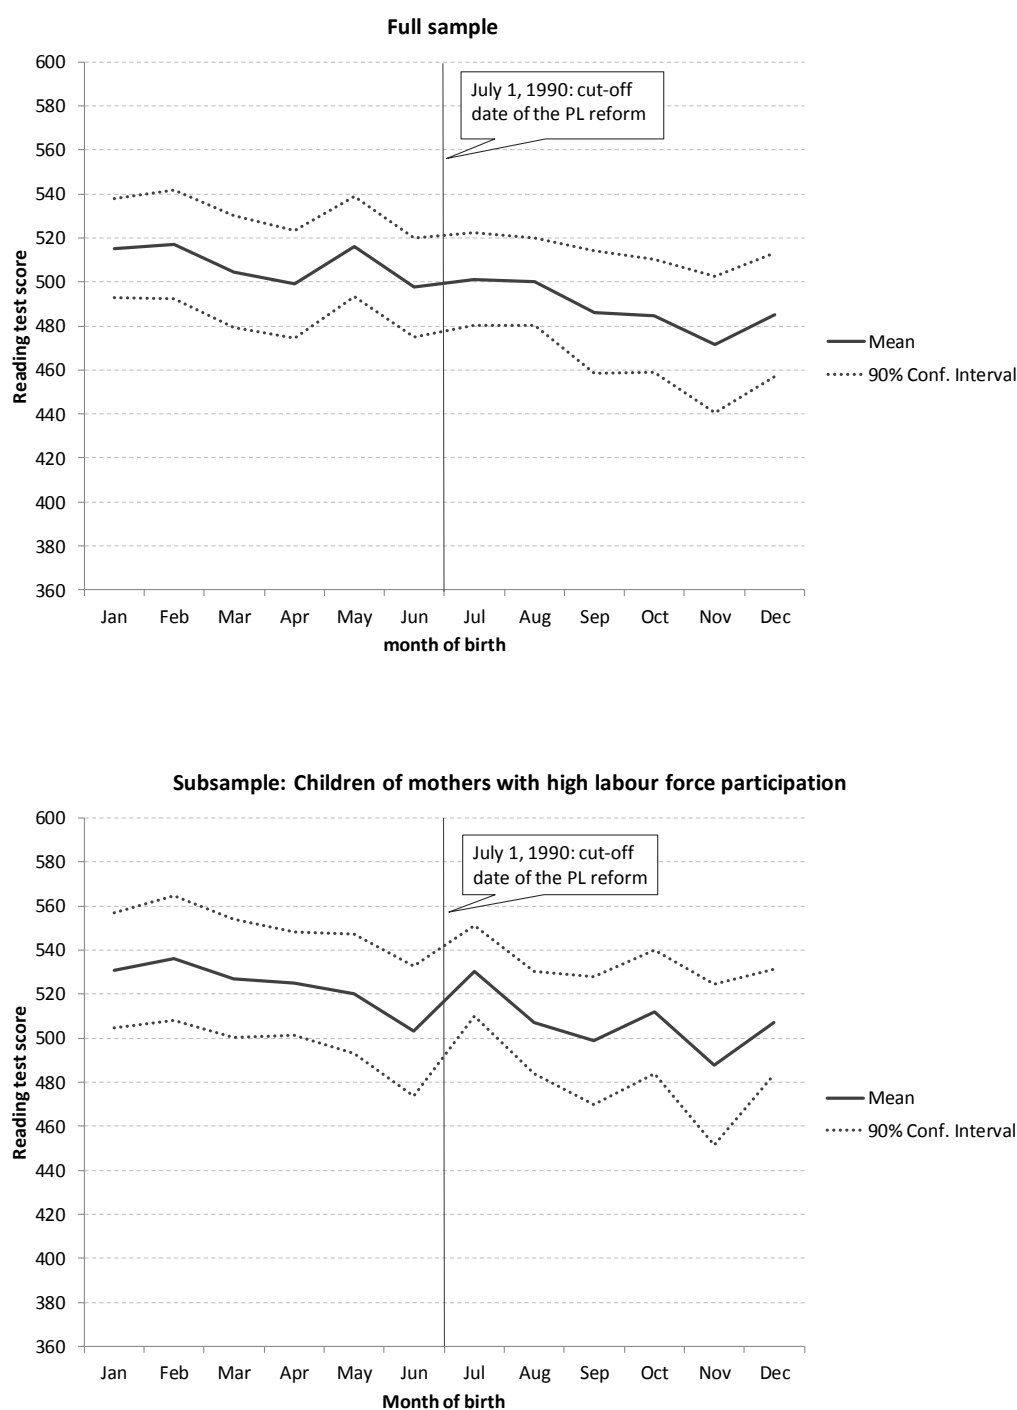 Full sample
600
580
560
540
520
500
480
460
440
420
400
380
360
Reading test score
July 1, 1990: cut-off
date of the PL reform
Mean
90% Conf. Interval
Jan Feb Mar Apr May Jun Jul Aug Sep Oct Nov Dec
month of birth
Subsample: Children of mothers with high labour force participation
600
580
560
540
520
500
480
460
440
420
400
380
360
Reading test score
July 1, 1990: cut-off
date of the PL reform
Mean
90% Conf. Interval
Jan Feb Mar Apr May Jun Jul Aug Sep Oct Nov Dec
Month of birth